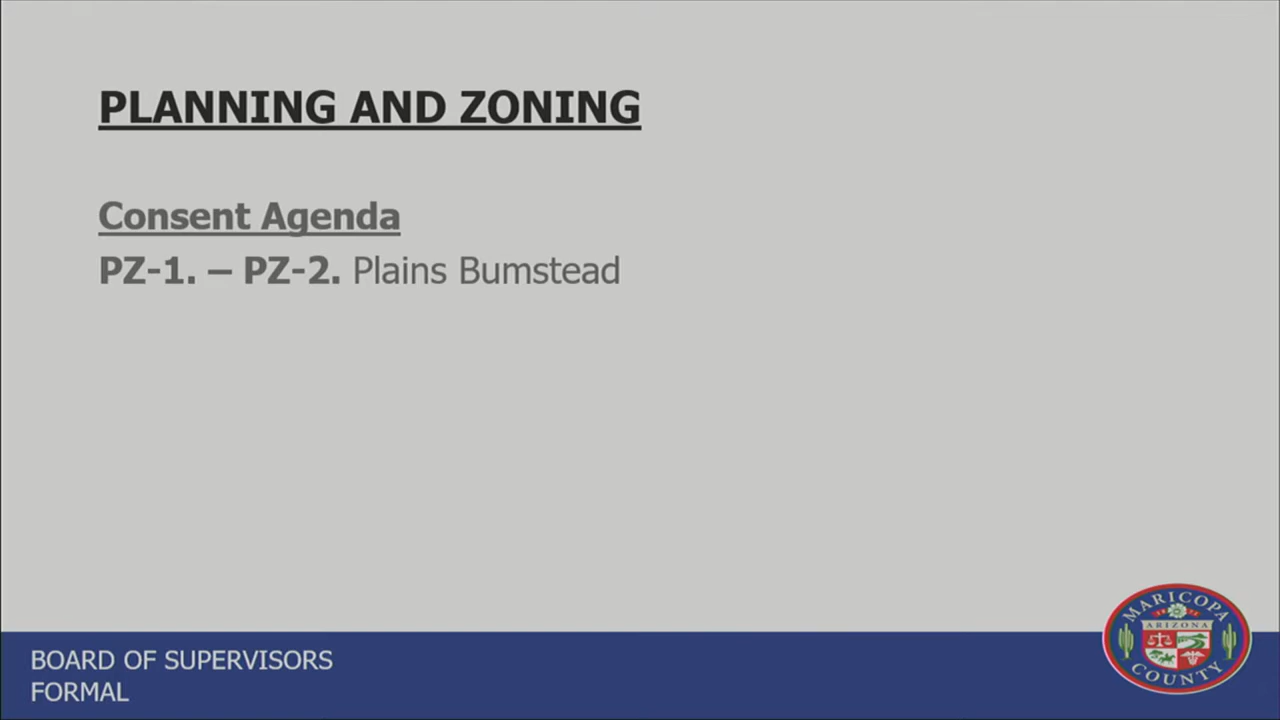 PLANNING AND ZONING
Consent Agenda
PZ-1. – PZ-2. Plains Bumstead
BOARD OF SUPERVISORS
FORMAL
MARICOPA
ARIZONA
COUNTY